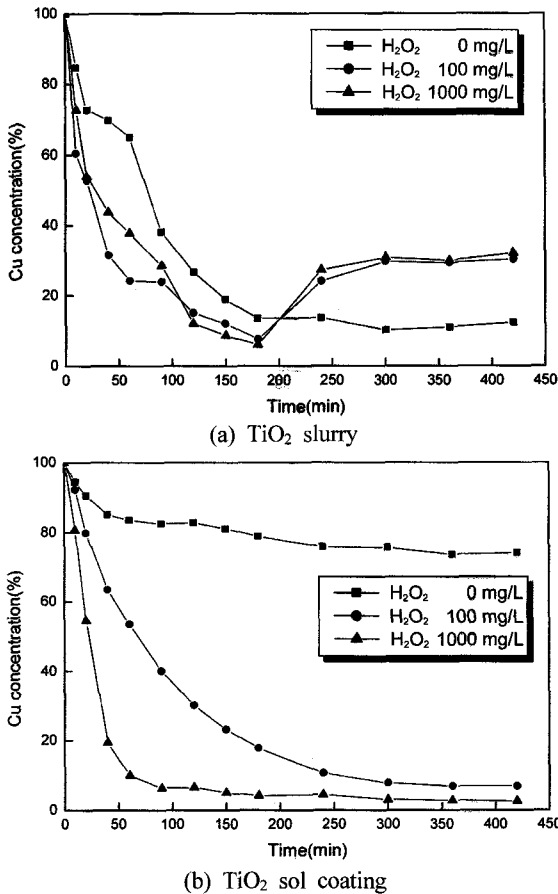 100
80
60
40
20
0
Cu concentration(%)
H₂O₂ 0 mg/L
H₂O₂ 100 mg/L
H₂O₂ 1000 mg/L
0 50 100 150 200 250 300 350 400 450
Time(min)
(a) TiO₂ slurry
100
80
60
40
20
0
Cu concentration(%)
H₂O₂ 0 mg/L
H₂O₂ 100 mg/L
H₂O₂ 1000 mg/L
0 50 100 150 200 250 300 350 400 450
Time(min)
(b) TiO₂ sol coating